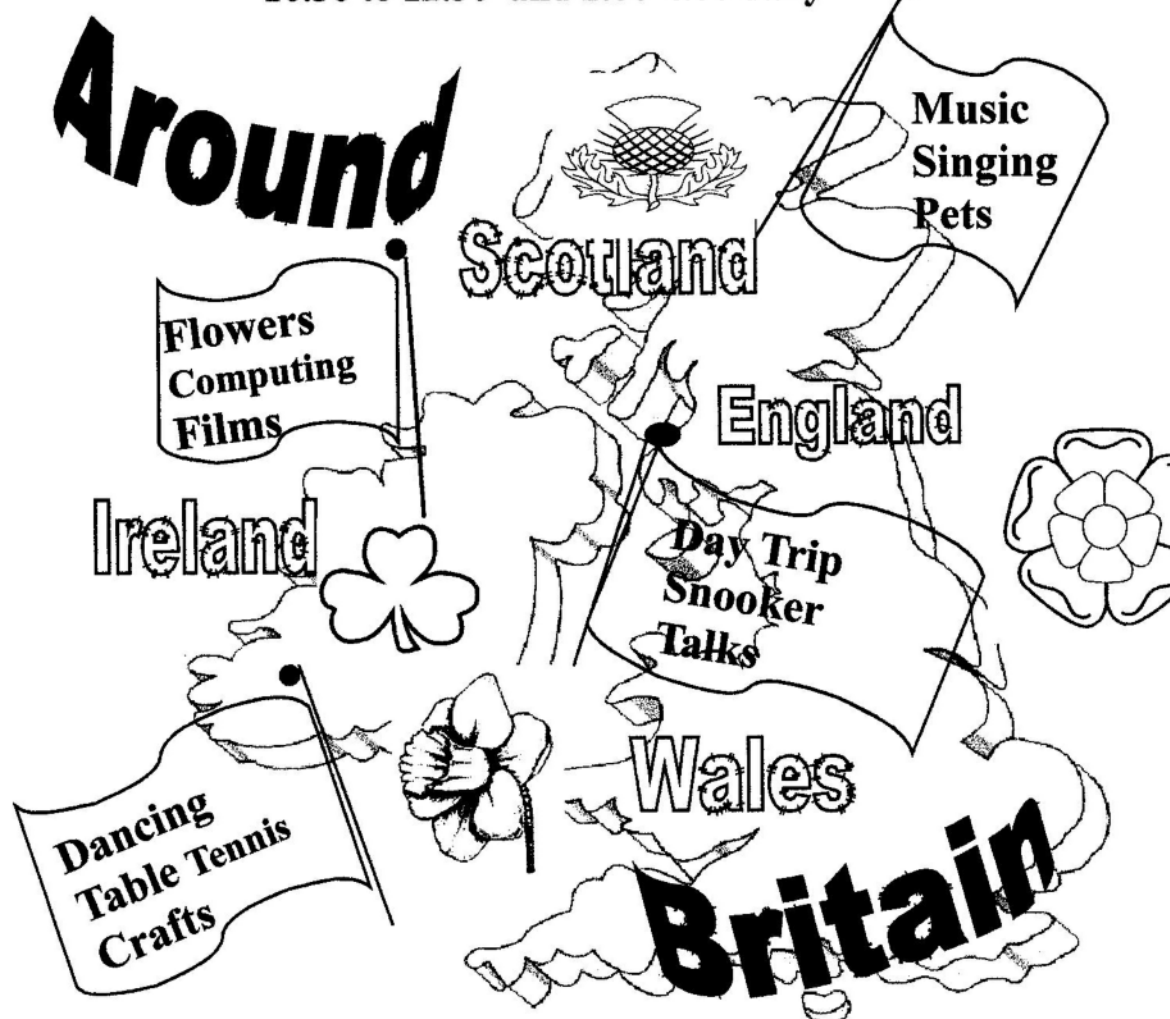 Around
Music
Singing
Pets
Scotland
Flowers
Computing
Films
England
Ireland
Day Trip
Snooker
Talks
Wales
Dancing
Table Tennis
Crafts
Britain